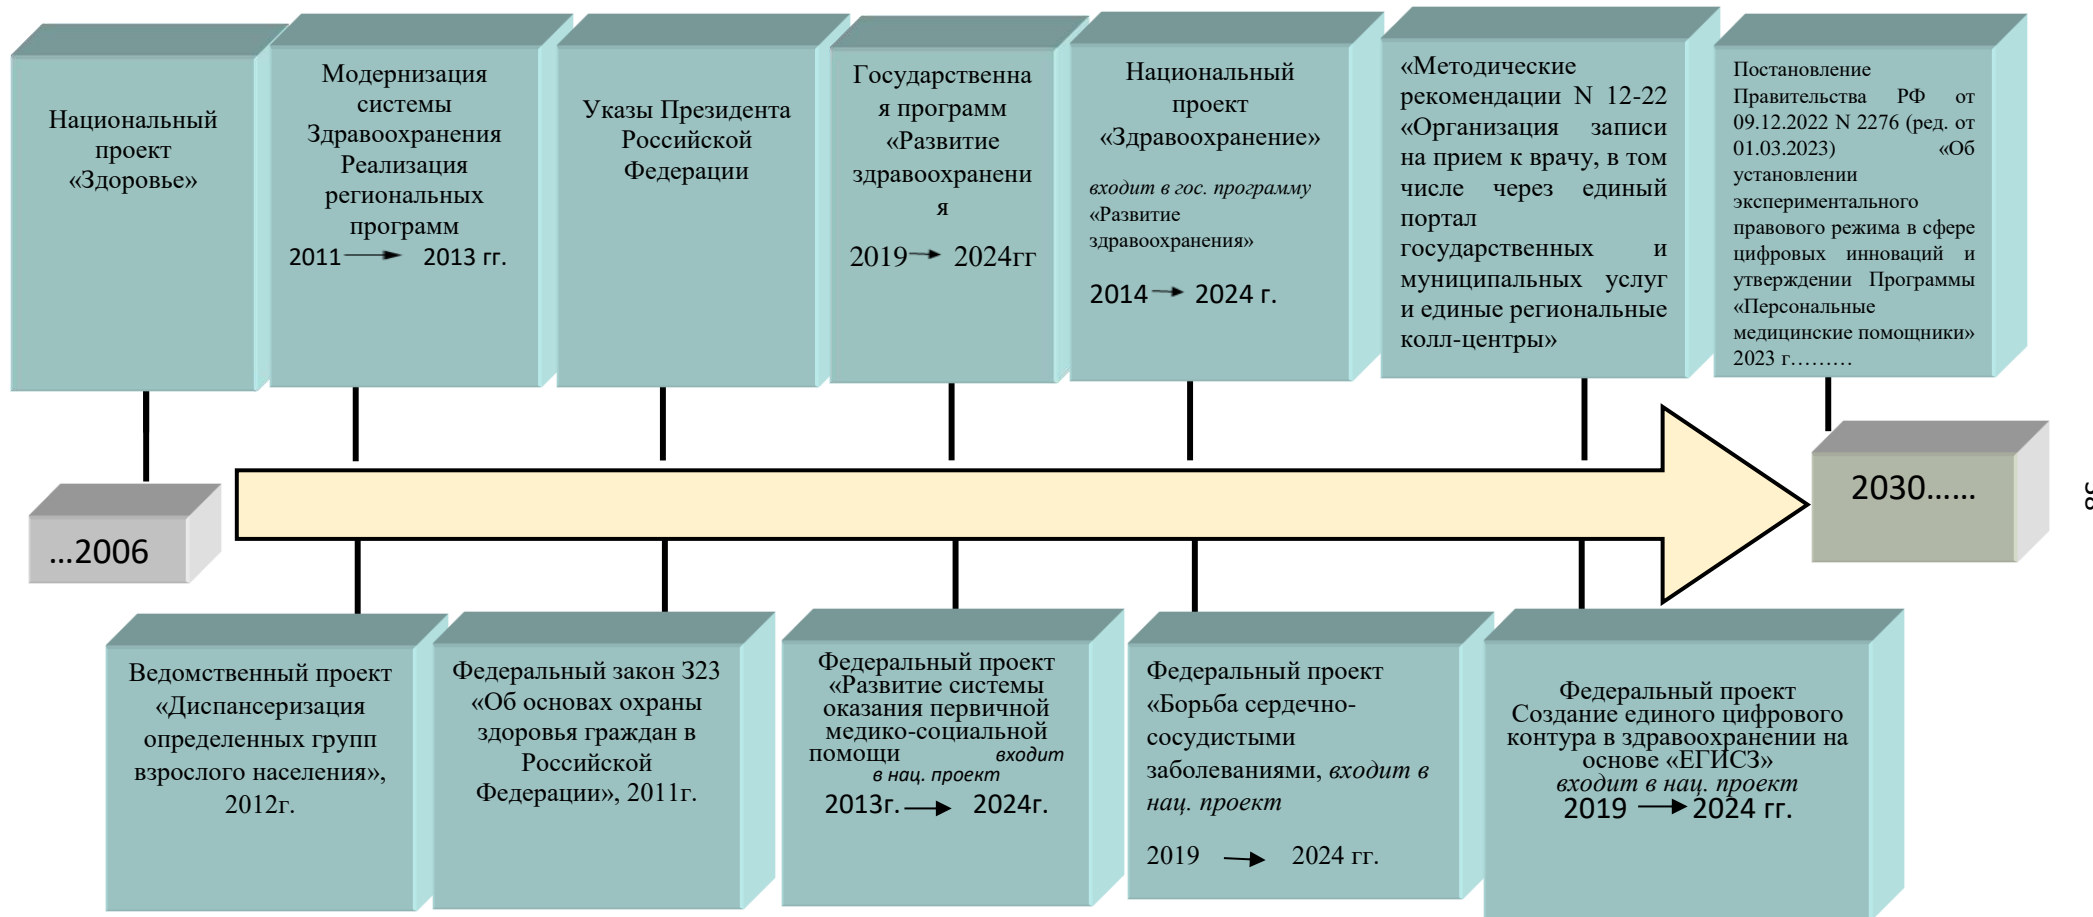 Национальный
проект
«Здоровье»
Модернизация
системы
Здравоохранения
Реализация
региональных
программ
2011 2013 гг.
Указы Президента
Российской
Федерации
Государственна
я программ
«Развитие
здравоохранени
я
2019 2024гг
Национальный
проект
«Здравоохранение»
входит в гос. программу
«Развитие
здравоохранения»
2014 2024 г.
«Методические
рекомендации N 12-22
«Организация записи
на прием к врачу, в том
числе через единый
портал
государственных и
муниципальных услуг
и единые региональные
колл-центры»
Постановление
Правительства РФ от
09.12.2022 N 2276 (ред. от
01.03.2023) «Об
установлении
экспериментального
правового режима в сфере
цифровых инноваций и
утверждении Программы
«Персональные
медицинские помощники»
2023 г………
…2006
2030……
Ведомственный проект
«Диспансеризация
определенных групп
взрослого населения»,
2012г.
Федеральный закон З23
«Об основах охраны
здоровья граждан в
Российской
Федерации», 2011г.
Федеральный проект
«Развитие системы
оказания первичной
медико-социальной
помощи входит
в нац. проект
2013г. 2024г.
Федеральный проект
«Борьба сердечно-
сосудистыми
заболеваниями, входит в
нац. проект
2019 2024 гг.
Федеральный проект
Создание единого цифрового
контура в здравоохранении на
основе «ЕГИСЗ»
входит в нац. проект
2019 2024 гг.